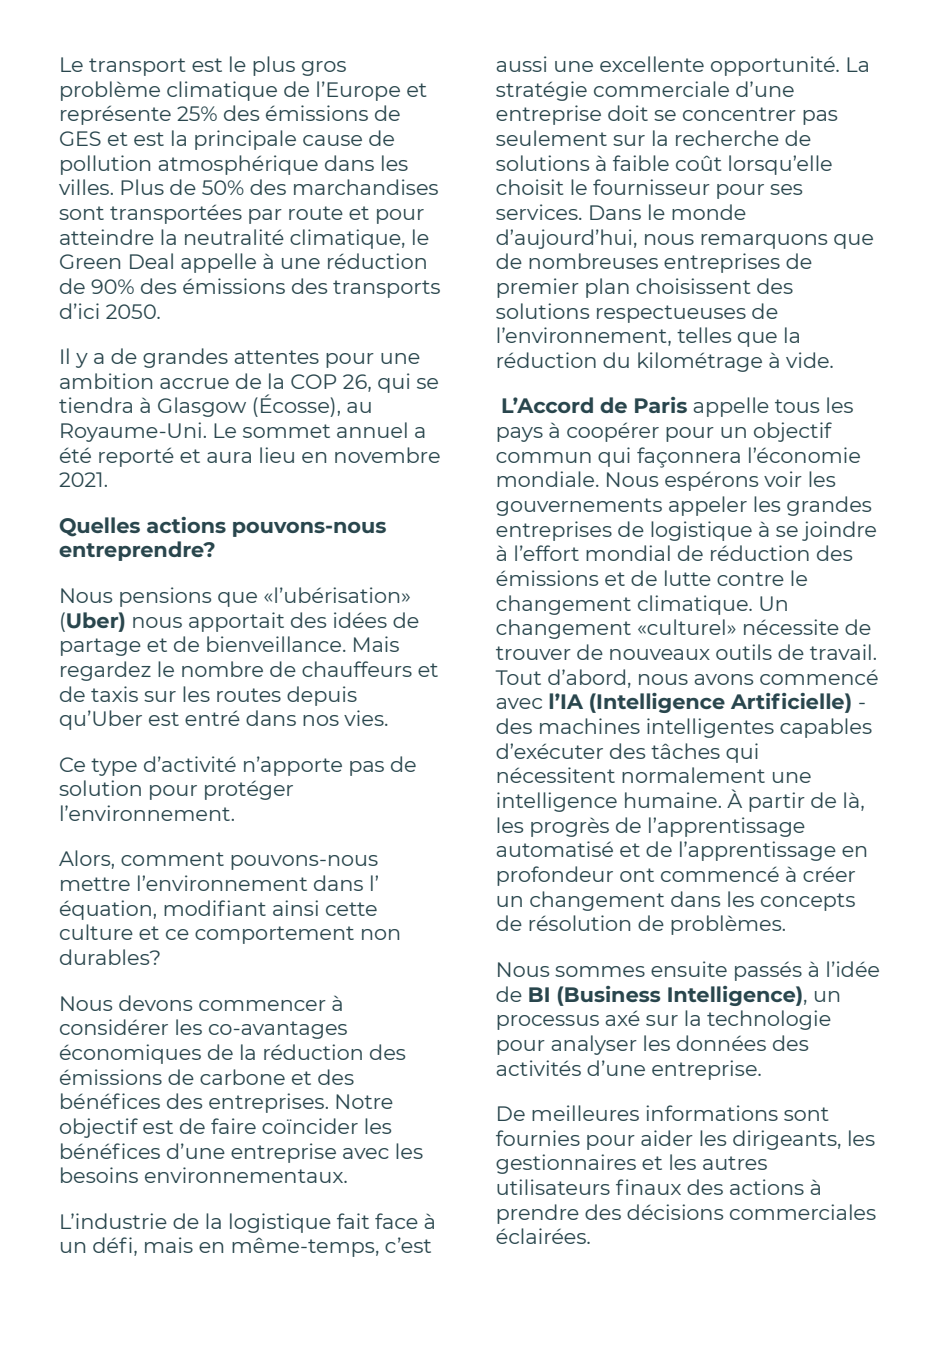 Le transport est le plus gros
problème climatique de l’Europe et
représente 25% des émissions de
GES et est la principale cause de
pollution atmosphérique dans les
villes. Plus de 50% des marchandises
sont transportées par route et pour
atteindre la neutralité climatique, le
Green Deal appelle à une réduction
de 90% des émissions des transports
d’ici 2050.
Il y a de grandes attentes pour une
ambition accrue de la COP 26, qui se
tiendra à Glasgow (Écosse), au
Royaume-Uni. Le sommet annuel a
été reporté et aura lieu en novembre
2021.
Quelles actions pouvons-nous
entreprendre?
Nous pensions que «l’ubérisation»
(Uber) nous apportait des idées de
partage et de bienveillance. Mais
regardez le nombre de chauffeurs et
de taxis sur les routes depuis
qu’Uber est entré dans nos vies.
Ce type d’activité n’apporte pas de
solution pour protéger
l’environnement.
Alors, comment pouvons-nous
mettre l’environnement dans l’
équation, modifiant ainsi cette
culture et ce comportement non
durables?
Nous devons commencer à
considérer les co-avantages
économiques de la réduction des
émissions de carbone et des
bénéfices des entreprises. Notre
objectif est de faire coïncider les
bénéfices d’une entreprise avec les
besoins environnementaux.
L’industrie de la logistique fait face à
un défi, mais en même-temps, c’est
aussi une excellente opportunité. La
stratégie commerciale d’une
entreprise doit se concentrer pas
seulement sur la recherche de
solutions à faible coût lorsqu’elle
choisit le fournisseur pour ses
services. Dans le monde
d’aujourd’hui, nous remarquons que
de nombreuses entreprises de
premier plan choisissent des
solutions respectueuses de
l’environnement, telles que la
réduction du kilométrage à vide.
L’Accord de Paris appelle tous les
pays à coopérer pour un objectif
commun qui façonnera l’économie
mondiale. Nous espérons voir les
gouvernements appeler les grandes
entreprises de logistique à se joindre
à l’effort mondial de réduction des
émissions et de lutte contre le
changement climatique. Un
changement «culturel» nécessite de
trouver de nouveaux outils de travail.
Tout d’abord, nous avons commencé
avec l’IA (Intelligence Artificielle) -
des machines intelligentes capables
d’exécuter des tâches qui
nécessitent normalement une
intelligence humaine. À partir de là,
les progrès de l’apprentissage
automatisé et de l’apprentissage en
profondeur ont commencé à créer
un changement dans les concepts
de résolution de problèmes.
Nous sommes ensuite passés à l’idée
de BI (Business Intelligence), un
processus axé sur la technologie
pour analyser les données des
activités d’une entreprise.
De meilleures informations sont
fournies pour aider les dirigeants, les
gestionnaires et les autres
utilisateurs finaux des actions à
prendre des décisions commerciales
éclairées.